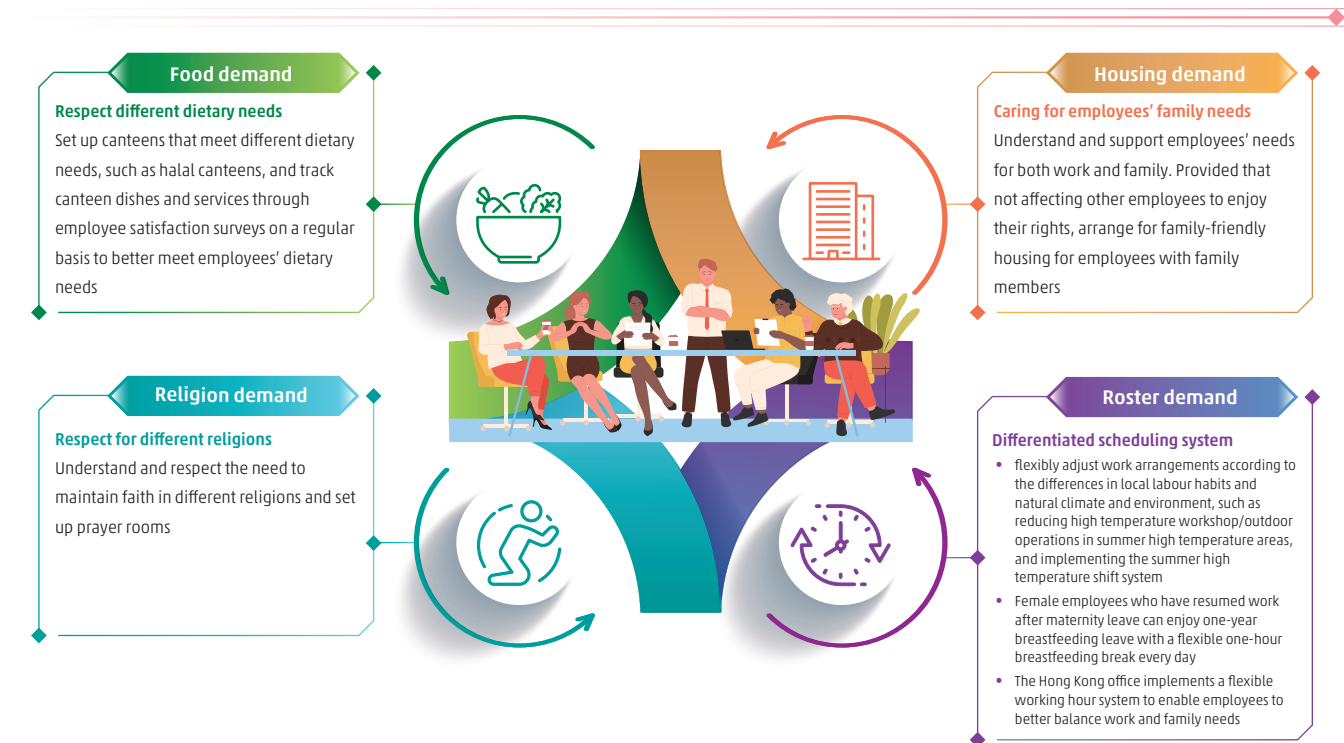 Food demand
Respect different dietary needs
Set up canteens that meet different dietary
needs, such as halal canteens, and track
canteen dishes and services through
employee satisfaction surveys on a regular
basis to better meet employees' dietary
needs
Housing demand
Caring for employees' family needs
Understand and support employees' needs
for both work and family. Provided that
not affecting other employees to enjoy
their rights, arrange for family-friendly
housing for employees with family
members
Religion demand
Respect for different religions
Understand and respect the need to
maintain faith in different religions and set
up prayer rooms
Roster demand
Differentiated scheduling system
• flexibly adjust work arrangements according to
the differences in local labour habits and
natural climate and environment, such as
reducing high temperature workshop/outdoor
operations in summer high temperature areas,
and implementing the summer high
temperature shift system
• Female employees who have resumed work
after maternity leave can enjoy one-year
breastfeeding leave with a flexible one-hour
breastfeeding break every day
• The Hong Kong office implements a flexible
working hour system to enable employees to
better balance work and family needs